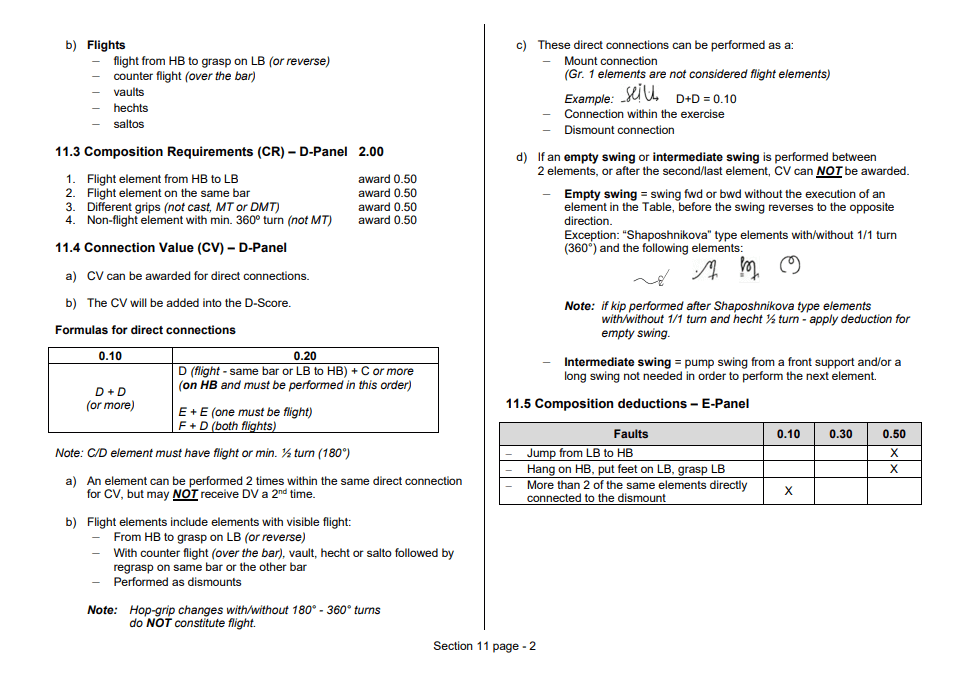 b) Flights
– flight from HB to grasp on LB (or reverse)
– counter flight (over the bar)
– vaults
– hechts
– saltos
11.3 Composition Requirements (CR) – D-Panel 2.00
1. Flight element from HB to LB award 0.50
2. Flight element on the same bar award 0.50
3. Different grips (not cast, MT or DMT) award 0.50
4. Non-flight element with min. 360º turn (not MT) award 0.50
11.4 Connection Value (CV) – D-Panel
a) CV can be awarded for direct connections.
b) The CV will be added into the D-Score.
Formulas for direct connections
0.10 0.20
D + D
(or more)
D (flight - same bar or LB to HB) + C or more
(on HB and must be performed in this order)
E + E (one must be flight)
F + D (both flights)
Note: C/D element must have flight or min. ½ turn (180°)
a) An element can be performed 2 times within the same direct connection
for CV, but may NOT receive DV a 2nd time.
b) Flight elements include elements with visible flight:
– From HB to grasp on LB (or reverse)
– With counter flight (over the bar), vault, hecht or salto followed by
regrasp on same bar or the other bar
– Performed as dismounts
Note: Hop-grip changes with/without 180° - 360° turns
do NOT constitute flight.
c) These direct connections can be performed as a:
– Mount connection
(Gr. 1 elements are not considered flight elements)
Example: D+D = 0.10
– Connection within the exercise
– Dismount connection
d) If an empty swing or intermediate swing is performed between
2 elements, or after the second/last element, CV can NOT be awarded.
– Empty swing = swing fwd or bwd without the execution of an
element in the Table, before the swing reverses to the opposite
direction.
Exception: “Shaposhnikova” type elements with/without 1/1 turn
(360°) and the following elements:
Note: if kip performed after Shaposhnikova type elements
with/without 1/1 turn and hecht ½ turn - apply deduction for
empty swing.
– Intermediate swing = pump swing from a front support and/or a
long swing not needed in order to perform the next element.
11.5 Composition deductions – E-Panel
Faults 0.10 0.30 0.50
– Jump from LB to HB X
– Hang on HB, put feet on LB, grasp LB X
– More than 2 of the same elements directly
connected to the dismount X
Section 11 page - 2